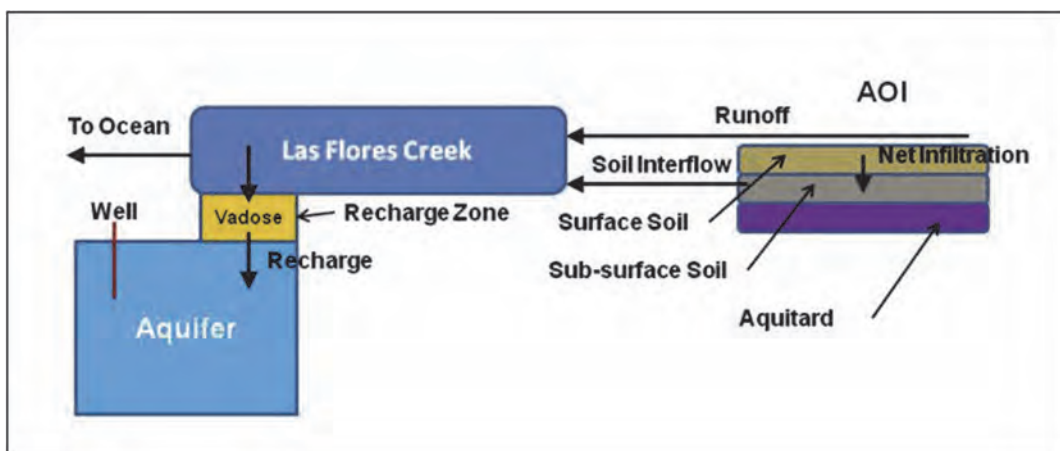 AOI
To Ocean
Runoff
Las Flores Creek
Soil Interflow
Net Infiltration
Well
Vadose
Recharge Zone
Surface Soil
Recharge
Sub-surface Soil
Aquifer
Aquitard